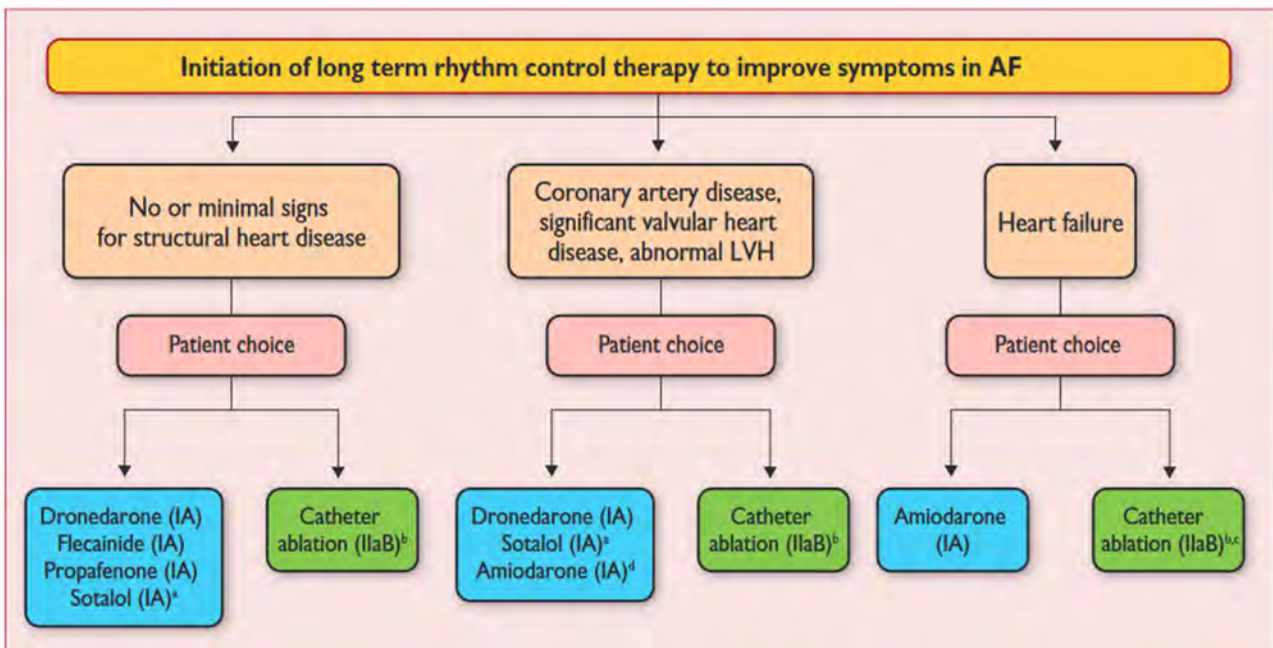 Initiation of long term rhythm control therapy to improve symptoms in AF
No or minimal signs
for structural heart disease
Coronary artery disease,
significant valvular heart
disease, abnormal LVH
Heart failure
Patient choice
Patient choice
Patient choice
Dronedarone (IA)
Flecainide (IA)
Propafenone (IA)
Sotalol (IA)ᵃ
Catheter
ablation (IIaB)ᵇ
Dronedarone (IA)
Sotalol (IA)ᵃ
Amiodarone (IA)ᵈ
Catheter
ablation (IIaB)ᵇ
Amiodarone
(IA)
Catheter
ablation (IIaB)ᵇ,ᶜ